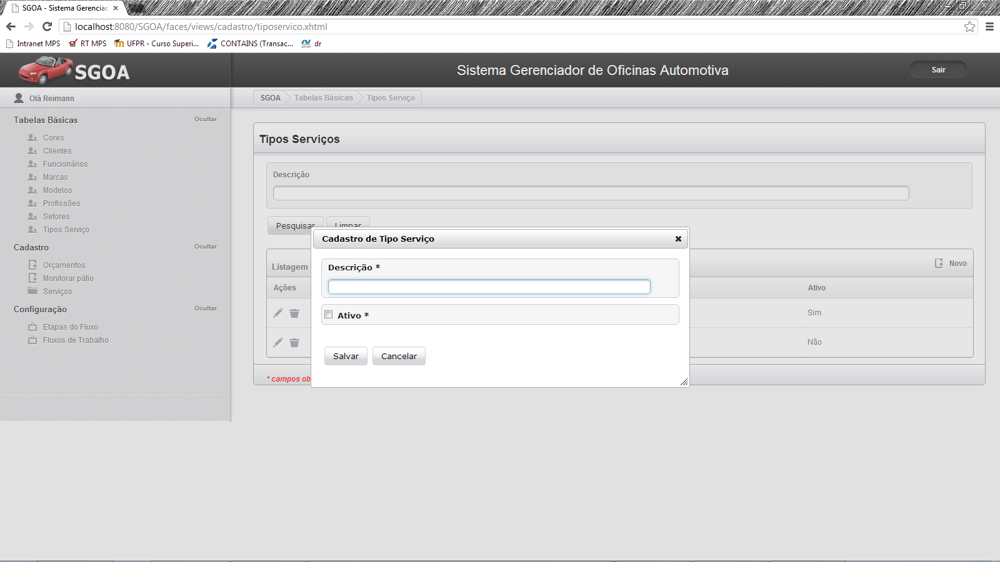 SGOA - Sistema Gerenciac
localhost:8080/SGOA/faces/views/cadastro/tiposervico.xhtml
Intranet MPS
RT MPS
UFPR - Curso Superi...
CONTAINS (Transac...
dr
SGOA
Sistema Gerenciador de Oficinas Automotiva
Sair
Olá Reimann
SGOA
Tabelas Básicas
Tipos Serviço
Tabelas Básicas
Ocultar
Cores
Clientes
Funcionários
Marcas
Modelos
Profissões
Setores
Tipos Serviço
Cadastro
Ocultar
Orçamentos
Monitorar pátio
Serviços
Configuração
Ocultar
Etapas do Fluxo
Fluxos de Trabalho
Tipos Serviços
Descrição
Pesquisar
Limpar
Listagem
Novo
Ações
Ativo
Sim
Não
* campos ob
Cadastro de Tipo Serviço
Descrição *
Ativo *
Salvar
Cancelar